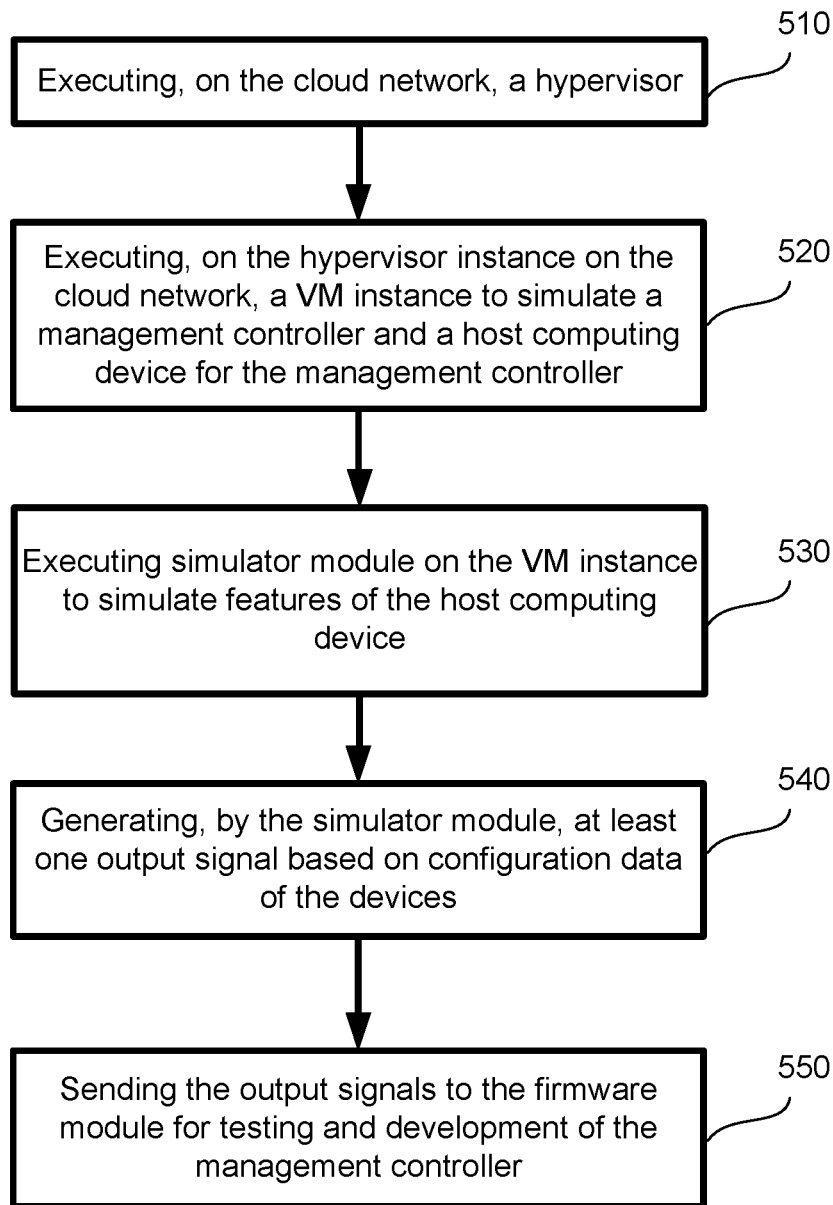 510
Executing, on the cloud network, a hypervisor
520
Executing, on the hypervisor instance on the
cloud network, a VM instance to simulate a
management controller and a host computing
device for the management controller
530
Executing simulator module on the VM instance
to simulate features of the host computing
device
540
Generating, by the simulator module, at least
one output signal based on configuration data
of the devices
550
Sending the output signals to the firmware
module for testing and development of the
management controller